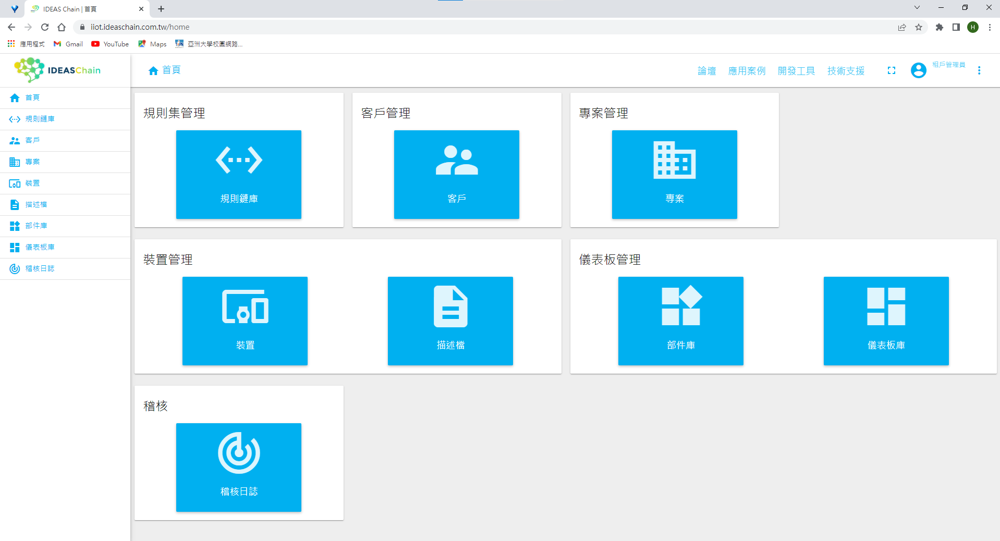 IDEAS Chain | 首頁
iiot.ideaschain.com.tw/home
H
應用程式
Gmail
YouTube
Maps
亞洲大學校園網路...
IDEASChain
首頁
論壇
應用案例
開發工具
技術支援
租戶管理員
首頁
規則鏈庫
客戶
專案
裝置
描述檔
部件庫
儀表板庫
稽核日誌
規則集管理
規則鏈庫
客戶管理
客戶
專案管理
專案
裝置管理
裝置
描述檔
儀表板管理
部件庫
儀表板庫
稽核
稽核日誌